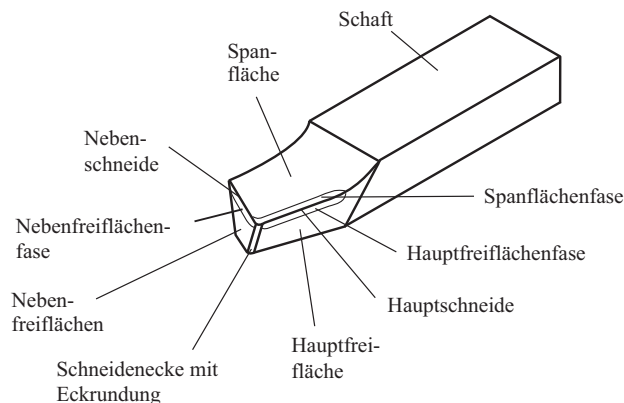 Schaft
Span-
fläche
Neben-
schneide
Spanflächenfase
Nebenfreiflächen-
fase
Hauptfreiflächenfase
Neben-
freiflächen
Hauptschneide
Hauptfrei-
fläche
Schneidenecke mit
Eckrundung